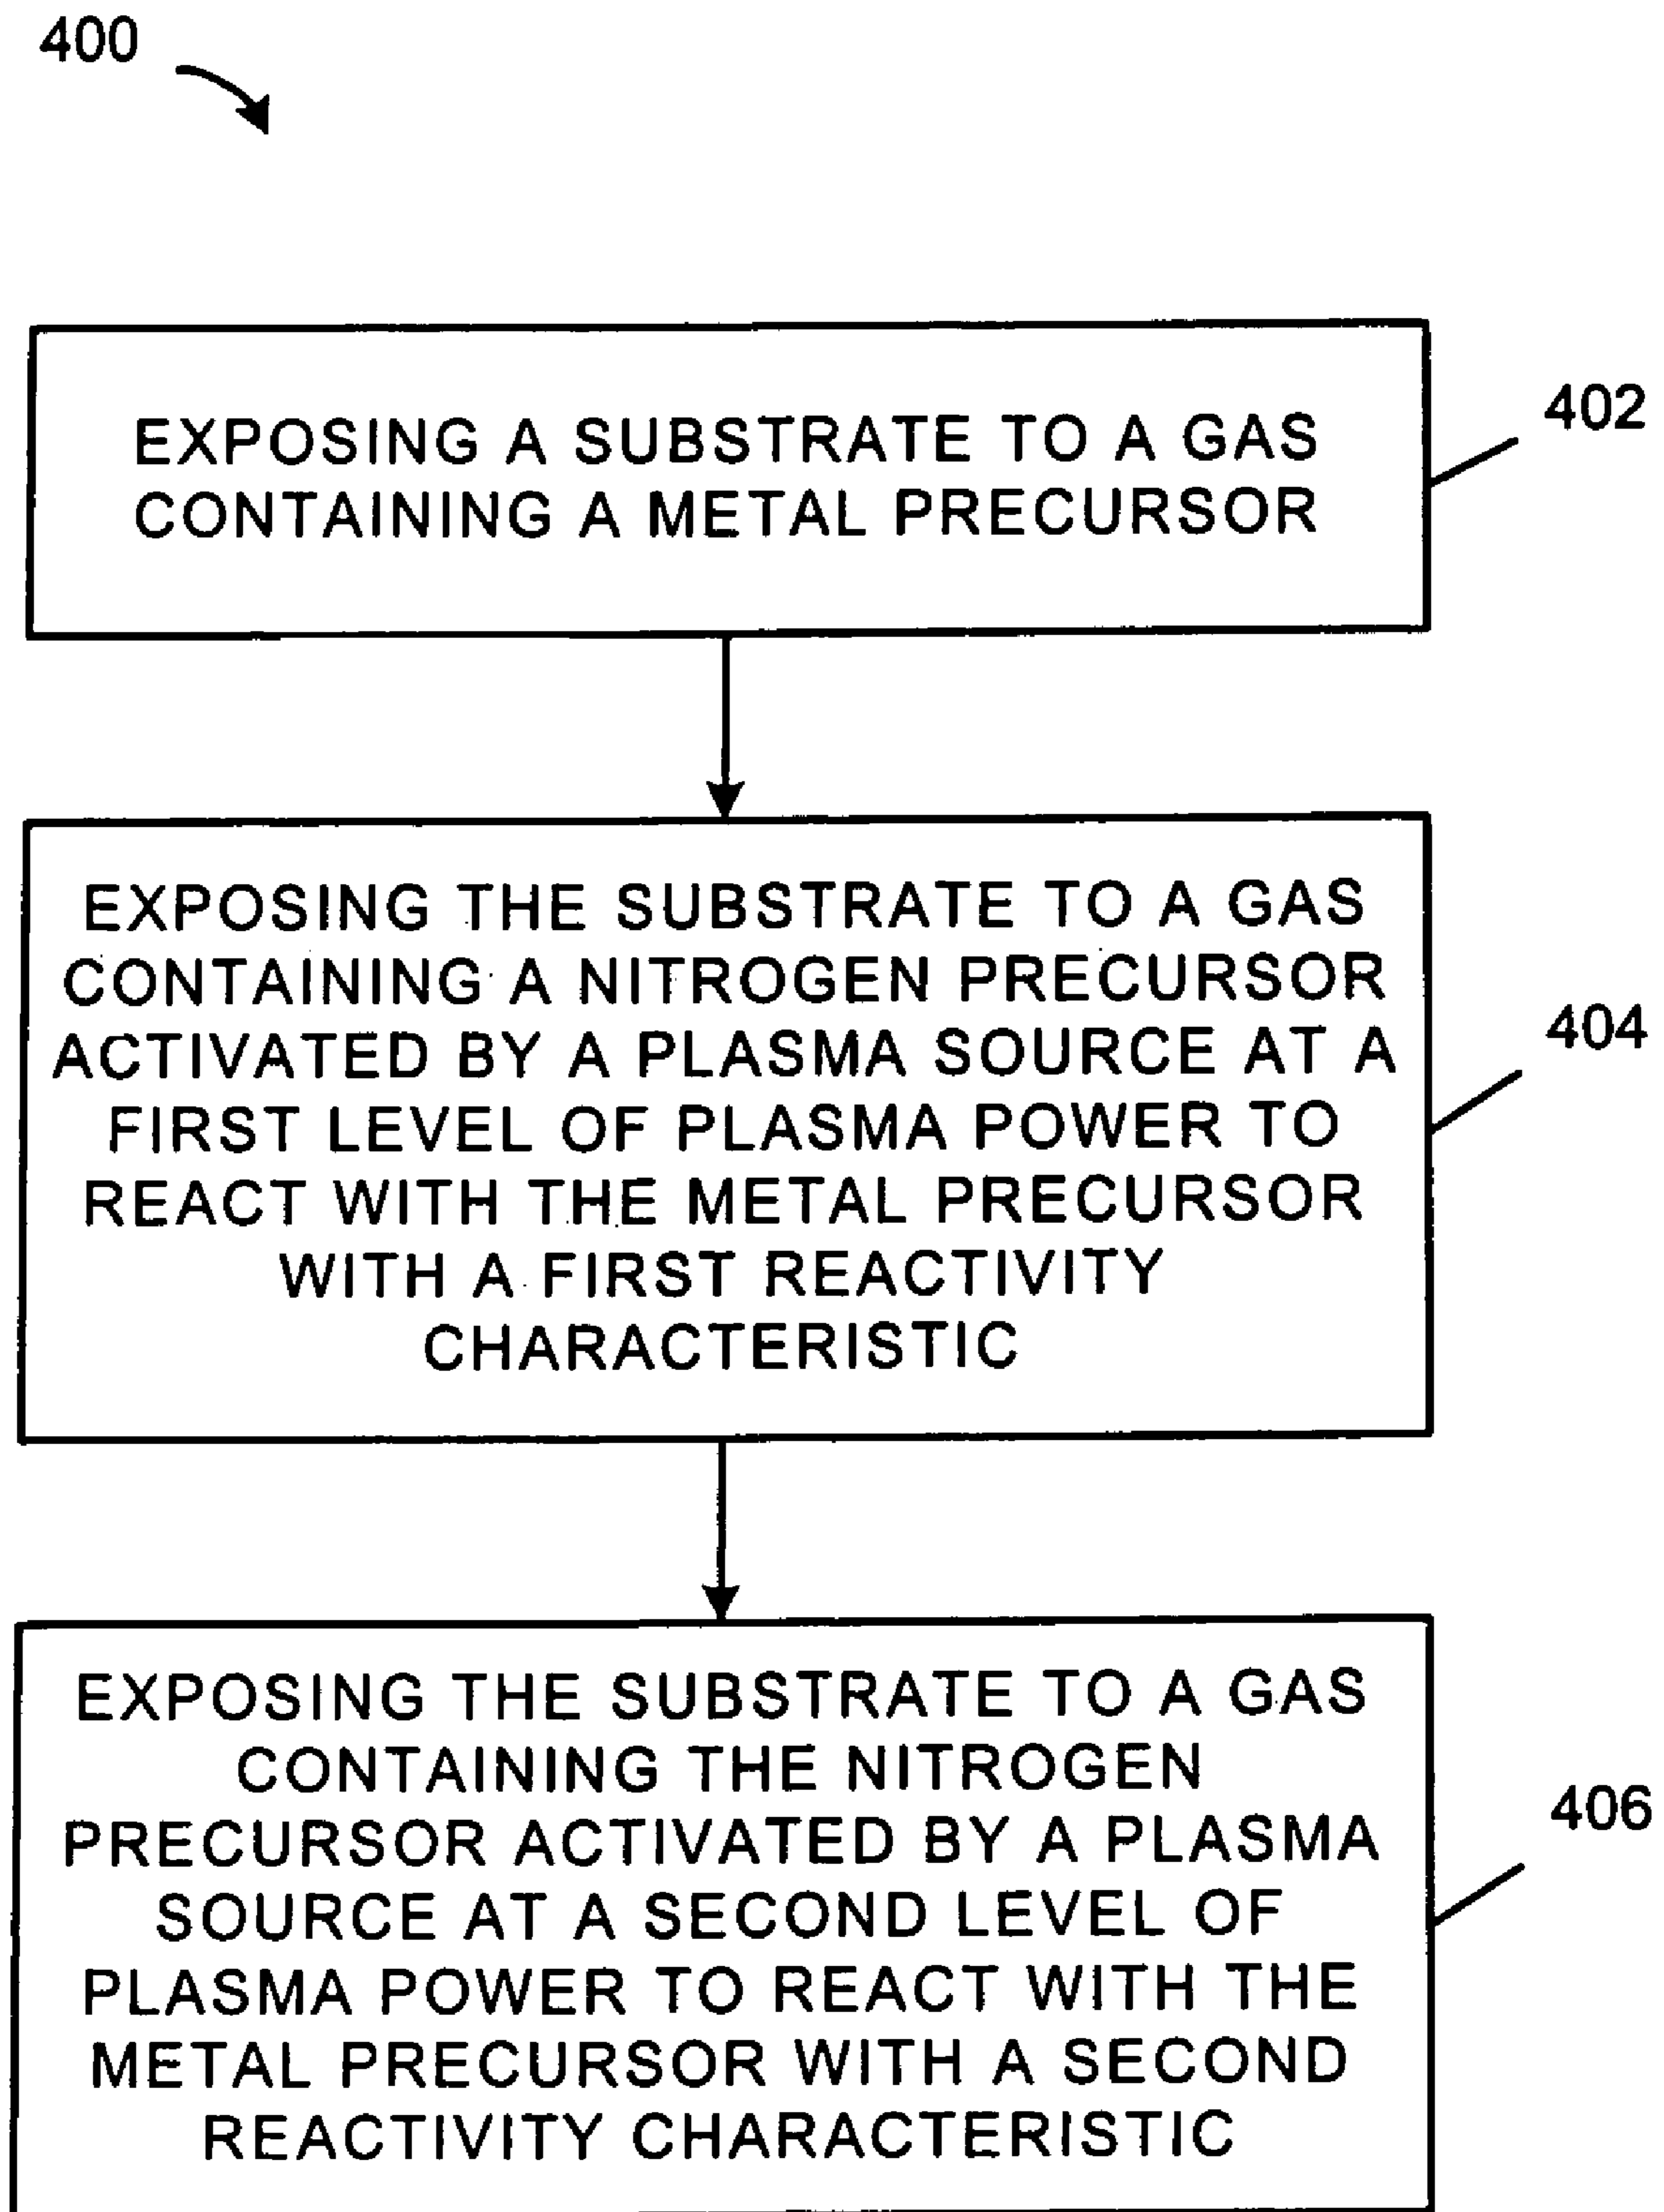 400
EXPOSING A SUBSTRATE TO A GAS
CONTAINING A METAL PRECURSOR
402
EXPOSING THE SUBSTRATE TO A GAS
CONTAINING A NITROGEN PRECURSOR
ACTIVATED BY A PLASMA SOURCE AT A
FIRST LEVEL OF PLASMA POWER TO
REACT WITH THE METAL PRECURSOR
WITH A FIRST REACTIVITY
CHARACTERISTIC
404
EXPOSING THE SUBSTRATE TO A GAS
CONTAINING THE NITROGEN
PRECURSOR ACTIVATED BY A PLASMA
SOURCE AT A SECOND LEVEL OF
PLASMA POWER TO REACT WITH THE
METAL PRECURSOR WITH A SECOND
REACTIVITY CHARACTERISTIC
406